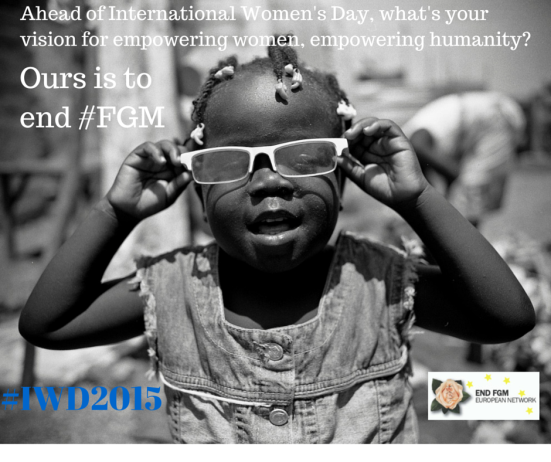 Ahead of International Women's Day, what's your
vision for empowering women, empowering humanity?
Ours is to
end #FGM
#IWD2015
END FGM
EUROPEAN NETWORK